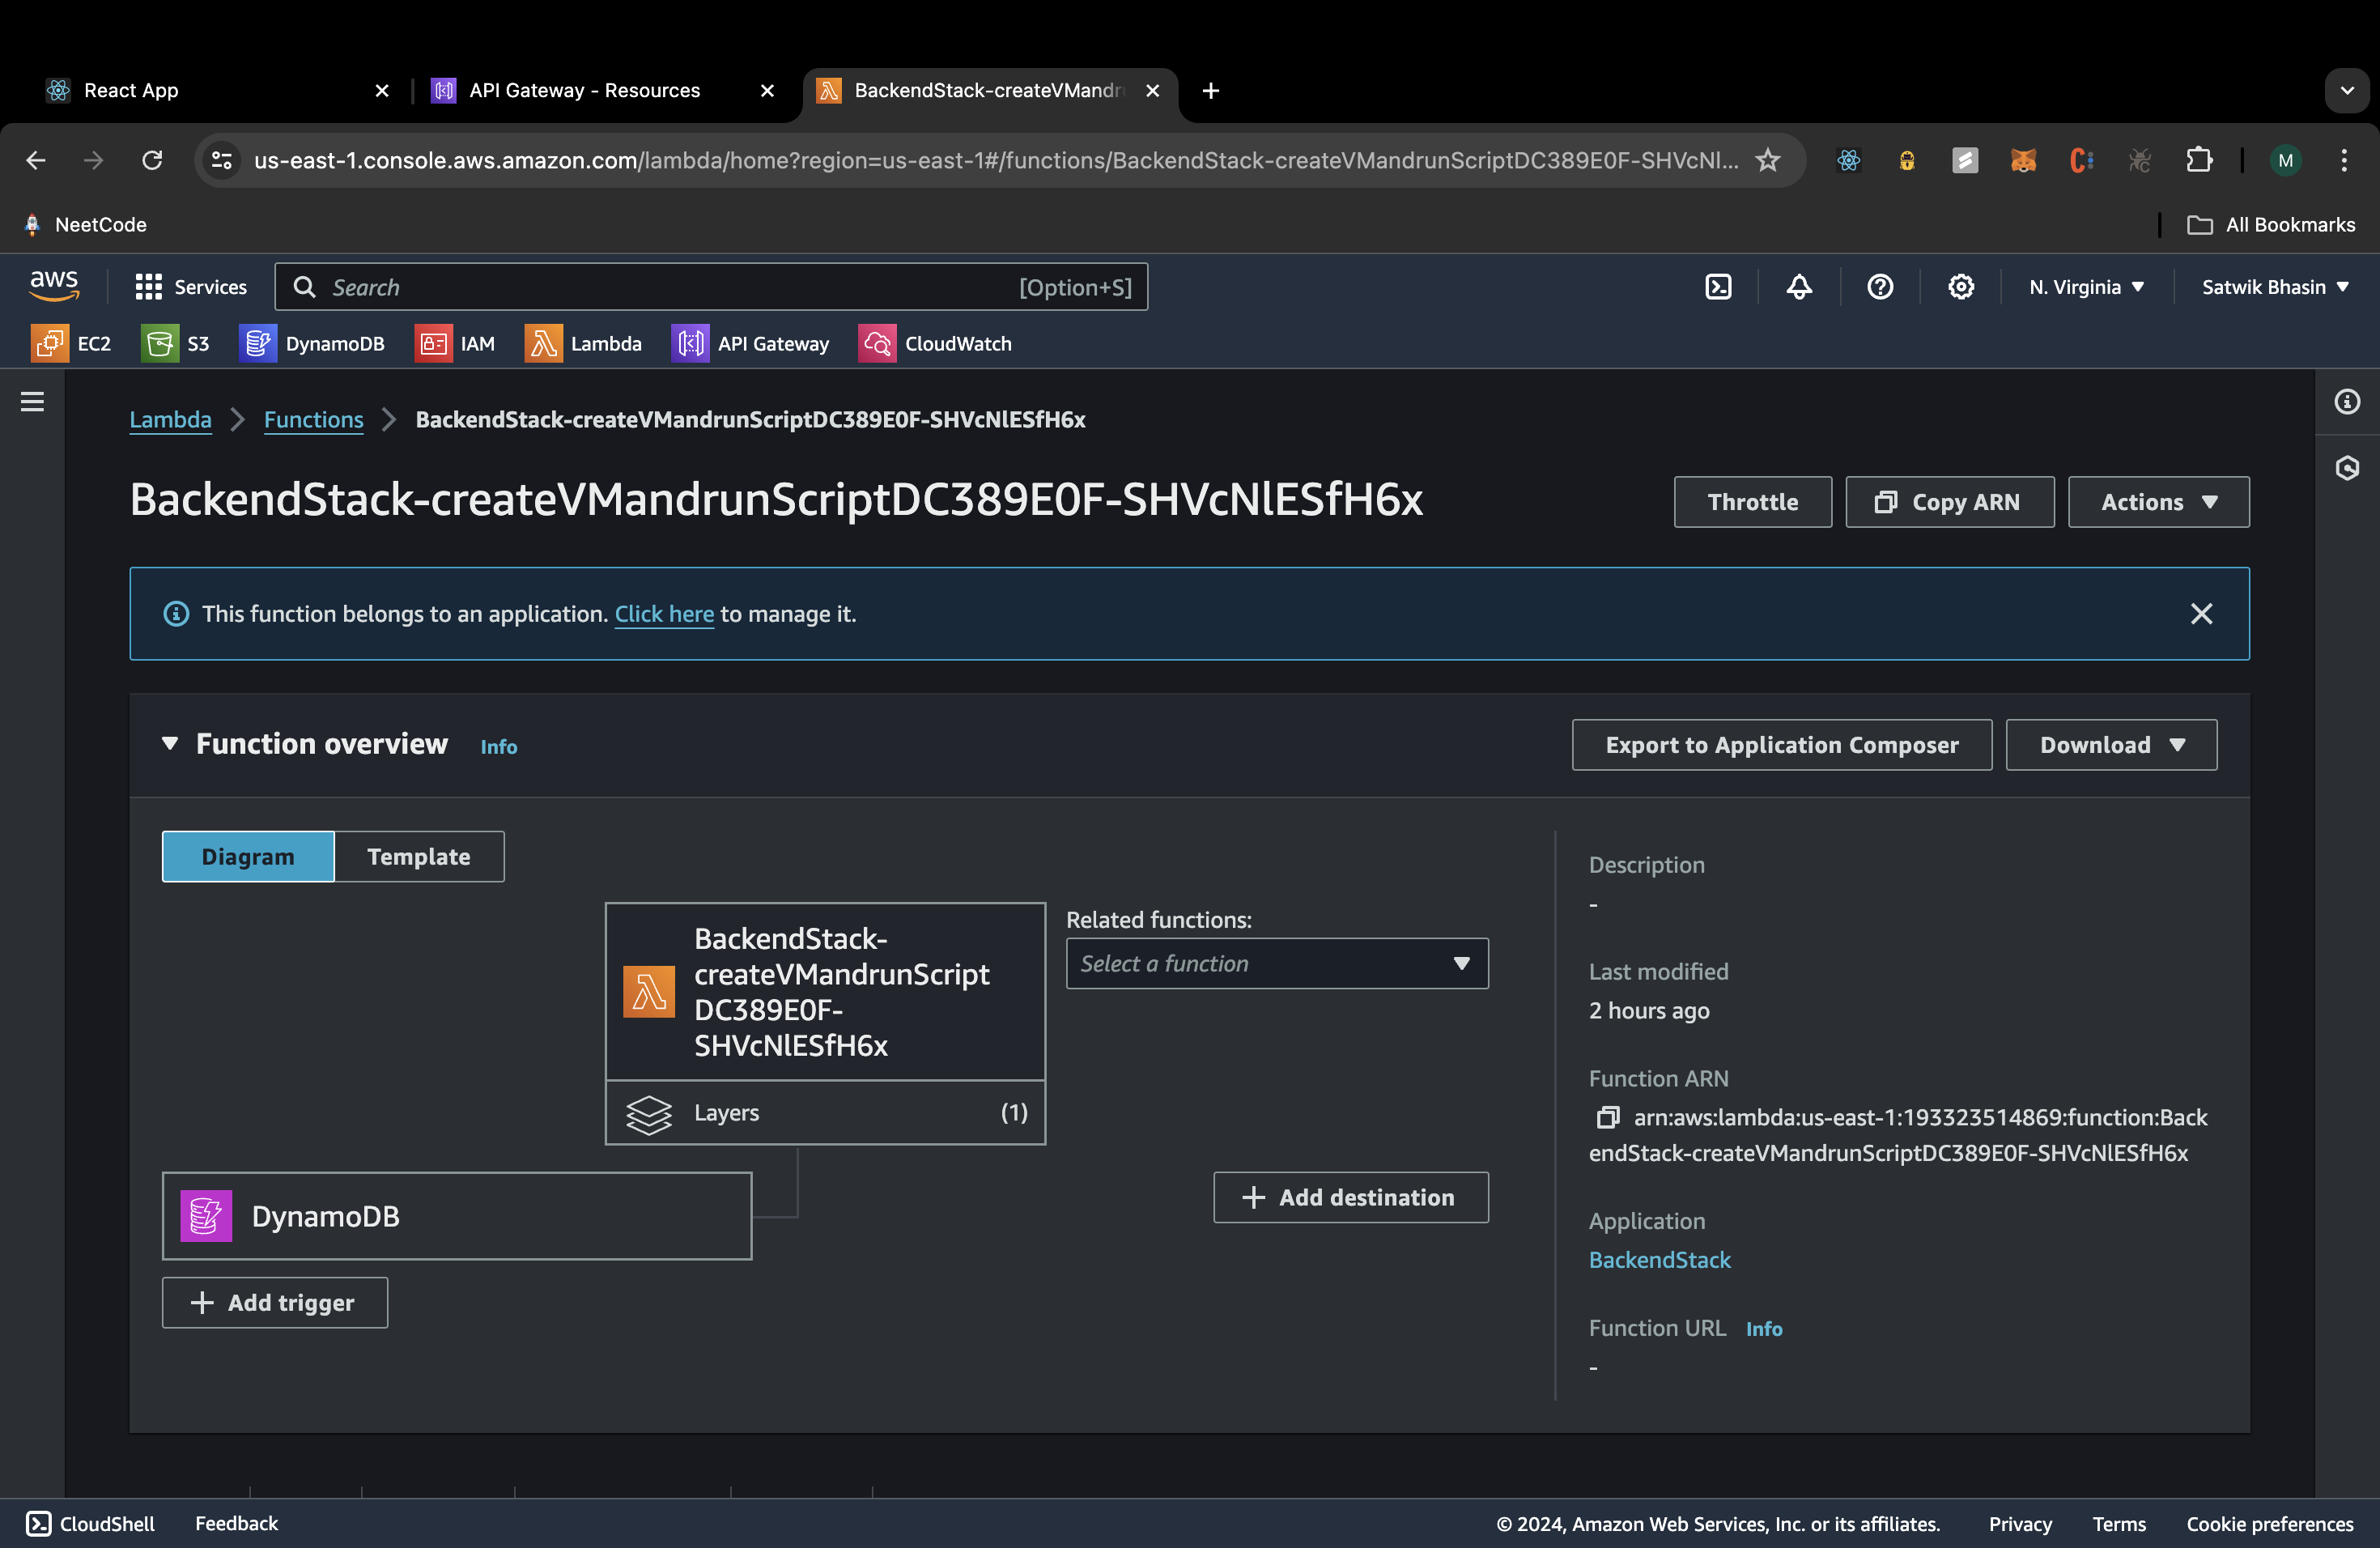 React App
API Gateway - Resources
BackendStack-createVMandr
us-east-1.console.aws.amazon.com/lambda/home?region=us-east-1#/functions/BackendStack-createVMandrunScriptDC389E0F-SHVcNl...
M
NeetCode
All Bookmarks
aws
Services
Search
[Option+S]
N. Virginia
Satwik Bhasin
EC2
S3
DynamoDB
IAM
Lambda
API Gateway
CloudWatch
Lambda
Functions
BackendStack-createVMandrunScriptDC389E0F-SHVcNlESfH6x
BackendStack-createVMandrunScriptDC389E0F-SHVcNlESfH6x
Throttle
Copy ARN
Actions
This function belongs to an application. Click here to manage it.
Function overview
Info
Export to Application Composer
Download
Diagram
Template
BackendStack-
createVMandrunScript
DC389E0F-
SHVcNlESfH6x
Layers
(1)
Related functions:
Select a function
DynamoDB
Add trigger
Add destination
Description
-
Last modified
2 hours ago
Function ARN
arn:aws:lambda:us-east-1:193323514869:function:Back
endStack-createVMandrunScriptDC389E0F-SHVcNlESfH6x
Application
BackendStack
Function URL
Info
-
CloudShell
Feedback
© 2024, Amazon Web Services, Inc. or its affiliates.
Privacy
Terms
Cookie preferences